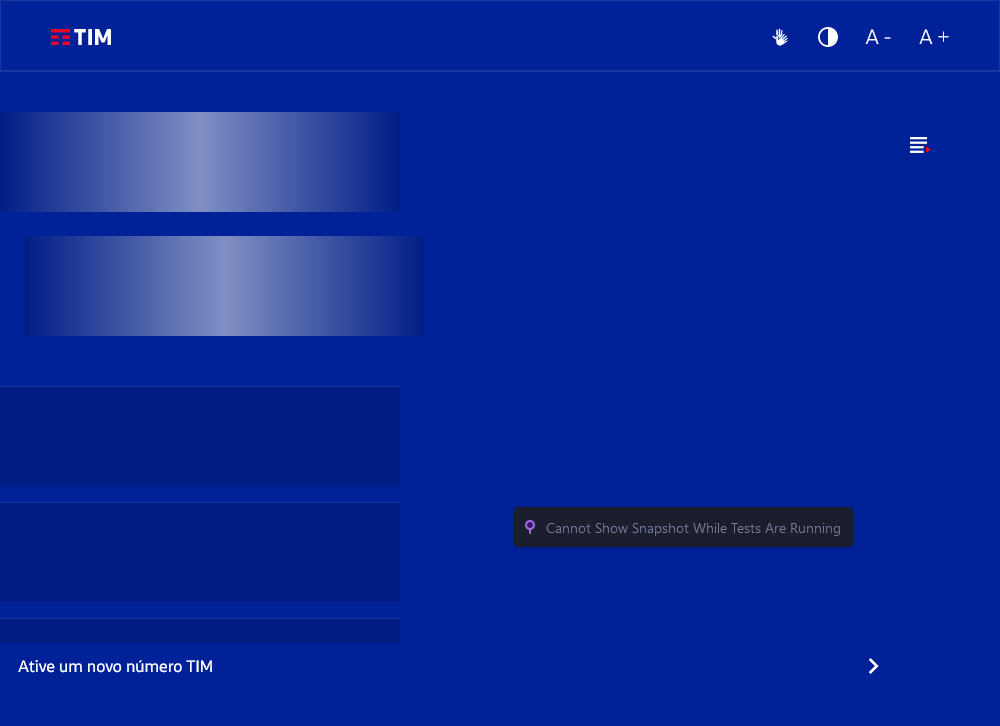 TIM
A - A +
Cannot Show Snapshot While Tests Are Running
Ative um novo número TIM